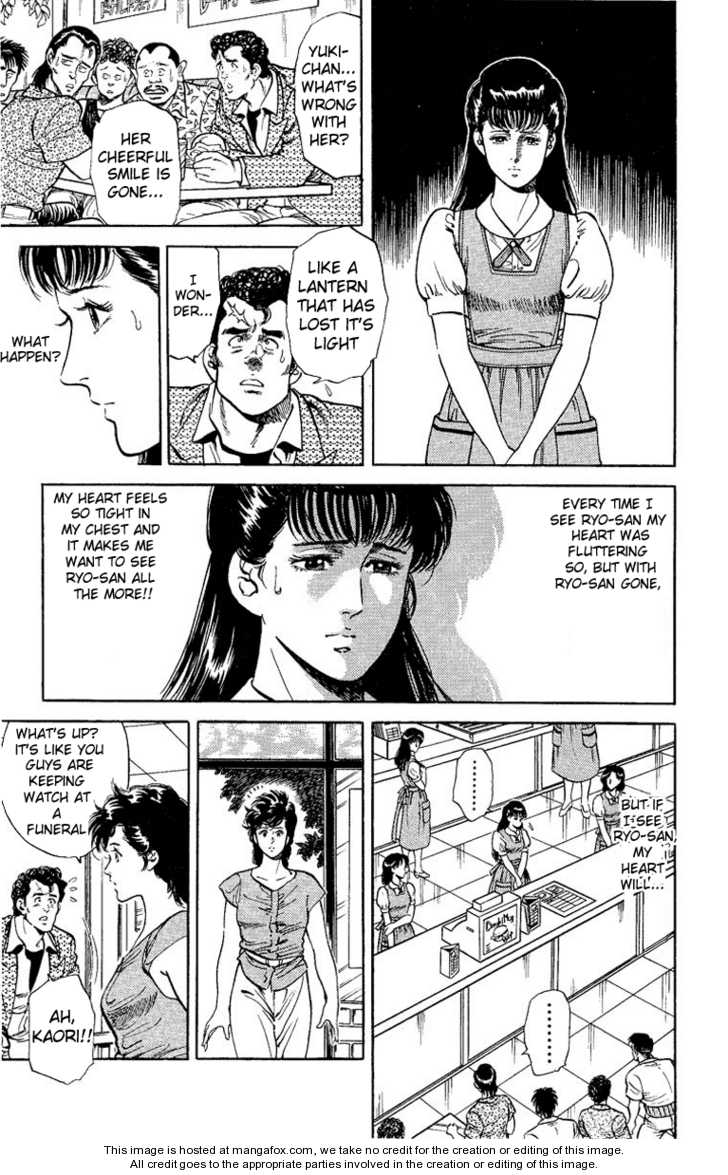 YUKI-
CHAN...
WHAT'S
WRONG
WITH
HER?
HER
CHEERFUL
SMILE IS
GONE...
LIKE A
LANTERN
THAT HAS
LOST IT'S
LIGHT
I
WON-
DER...
WHAT
HAPPEN?
EVERY TIME I
SEE RYO-SAN MY
HEART WAS
FLUTTERING
SO, BUT WITH
RYO-SAN GONE,
MY HEART FEELS
SO TIGHT IN
MY CHEST AND
IT MAKES ME
WANT TO SEE
RYO-SAN ALL
THE MORE!!
BUT IF
I SEE
RYO-SAN,
MY
HEART
WILL...
WHAT'S UP?
IT'S LIKE YOU
GUYS ARE
KEEPING
WATCH AT
A
FUNERAL
AH,
KAORI!!
This image is hosted at mangafox.com, we take no credit for the creation or editing of this image.
All credit goes to the appropriate parties involved in the creation or editing of this image.